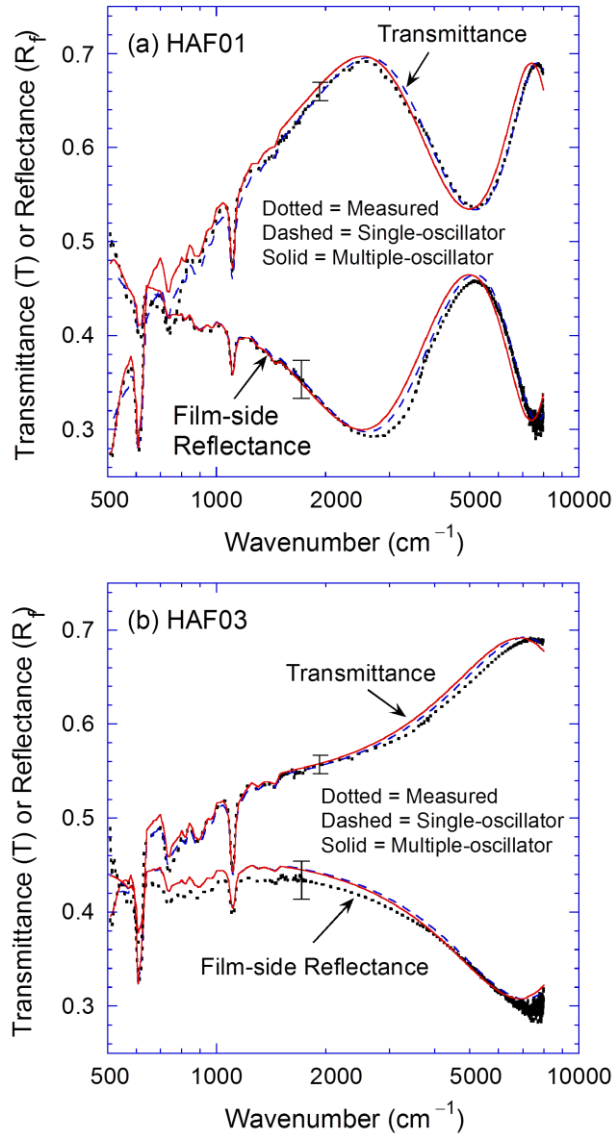 (a) HAF01
Transmittance
Dotted = Measured
Dashed = Single-oscillator
Solid = Multiple-oscillator
Film-side
Reflectance
Transmittance (T) or Reflectance (Rf)
0.7
0.6
0.5
0.4
0.3
500 1000 2000 5000 10000
Wavenumber (cm⁻¹)
(b) HAF03
Transmittance
Dotted = Measured
Dashed = Single-oscillator
Solid = Multiple-oscillator
Film-side Reflectance
Transmittance (T) or Reflectance (Rf)
0.7
0.6
0.5
0.4
0.3
500 1000 2000 5000 10000
Wavenumber (cm⁻¹)